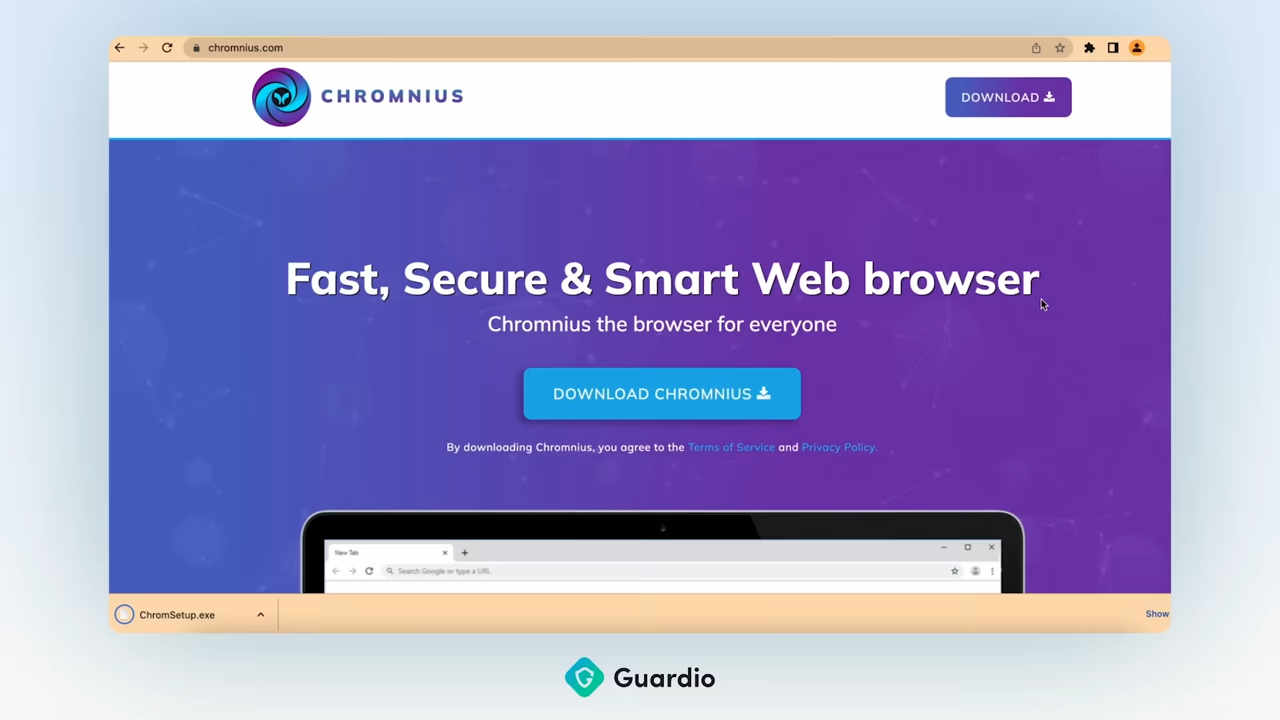 chromnius.com
CHROMNIUS
DOWNLOAD
Fast, Secure & Smart Web browser
Chromnius the browser for everyone
DOWNLOAD CHROMNIUS
By downloading Chromnius, you agree to the Terms of Service and Privacy Policy.
New Tab
Search Google or type a URL
ChromSetup.exe
Show
Guardio